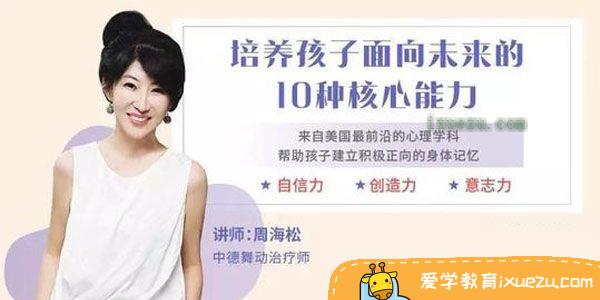 培养孩子面向未来的
10种核心能力
ixuezu.com
来自美国最前沿的心理学科
帮助孩子建立积极正向的身体记忆
★自信力 ★创造力 ★意志力
讲师:周海松
中德舞动治疗师
爱学教育ixuezu.com